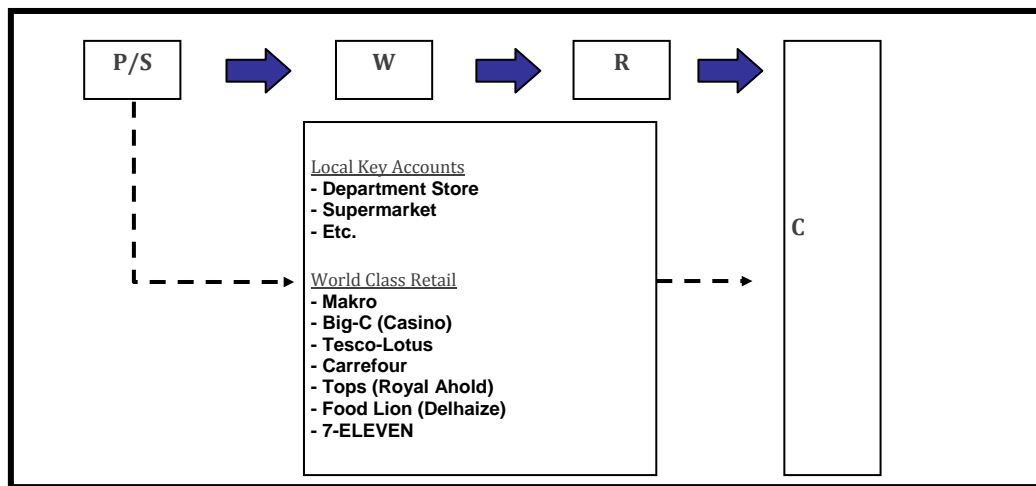 P/S
W
R
C
Local Key Accounts
- Department Store
- Supermarket
- Etc.
World Class Retail
- Makro
- Big-C (Casino)
- Tesco-Lotus
- Carrefour
- Tops (Royal Ahold)
- Food Lion (Delhaize)
- 7-ELEVEN